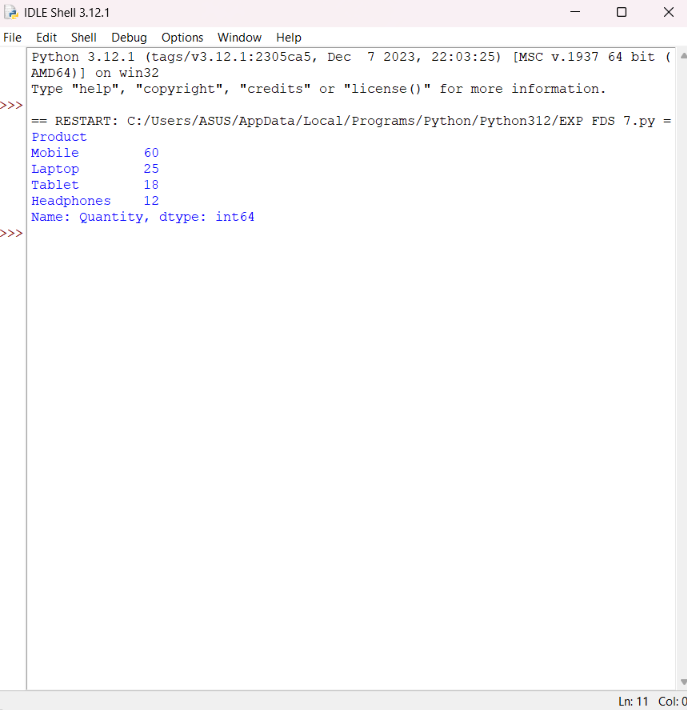 IDLE Shell 3.12.1
File Edit Shell Debug Options Window Help
Python 3.12.1 (tags/v3.12.1:2305ca5, Dec  7 2023, 22:03:25) [MSC v.1937 64 bit (
AMD64)] on win32
Type "help", "copyright", "credits" or "license()" for more information.
>>>
== RESTART: C:/Users/ASUS/AppData/Local/Programs/Python/Python312/EXP FDS 7.py =
Product
Mobile        60
Laptop        25
Tablet        18
Headphones    12
Name: Quantity, dtype: int64
>>>
Ln: 11 Col: 0